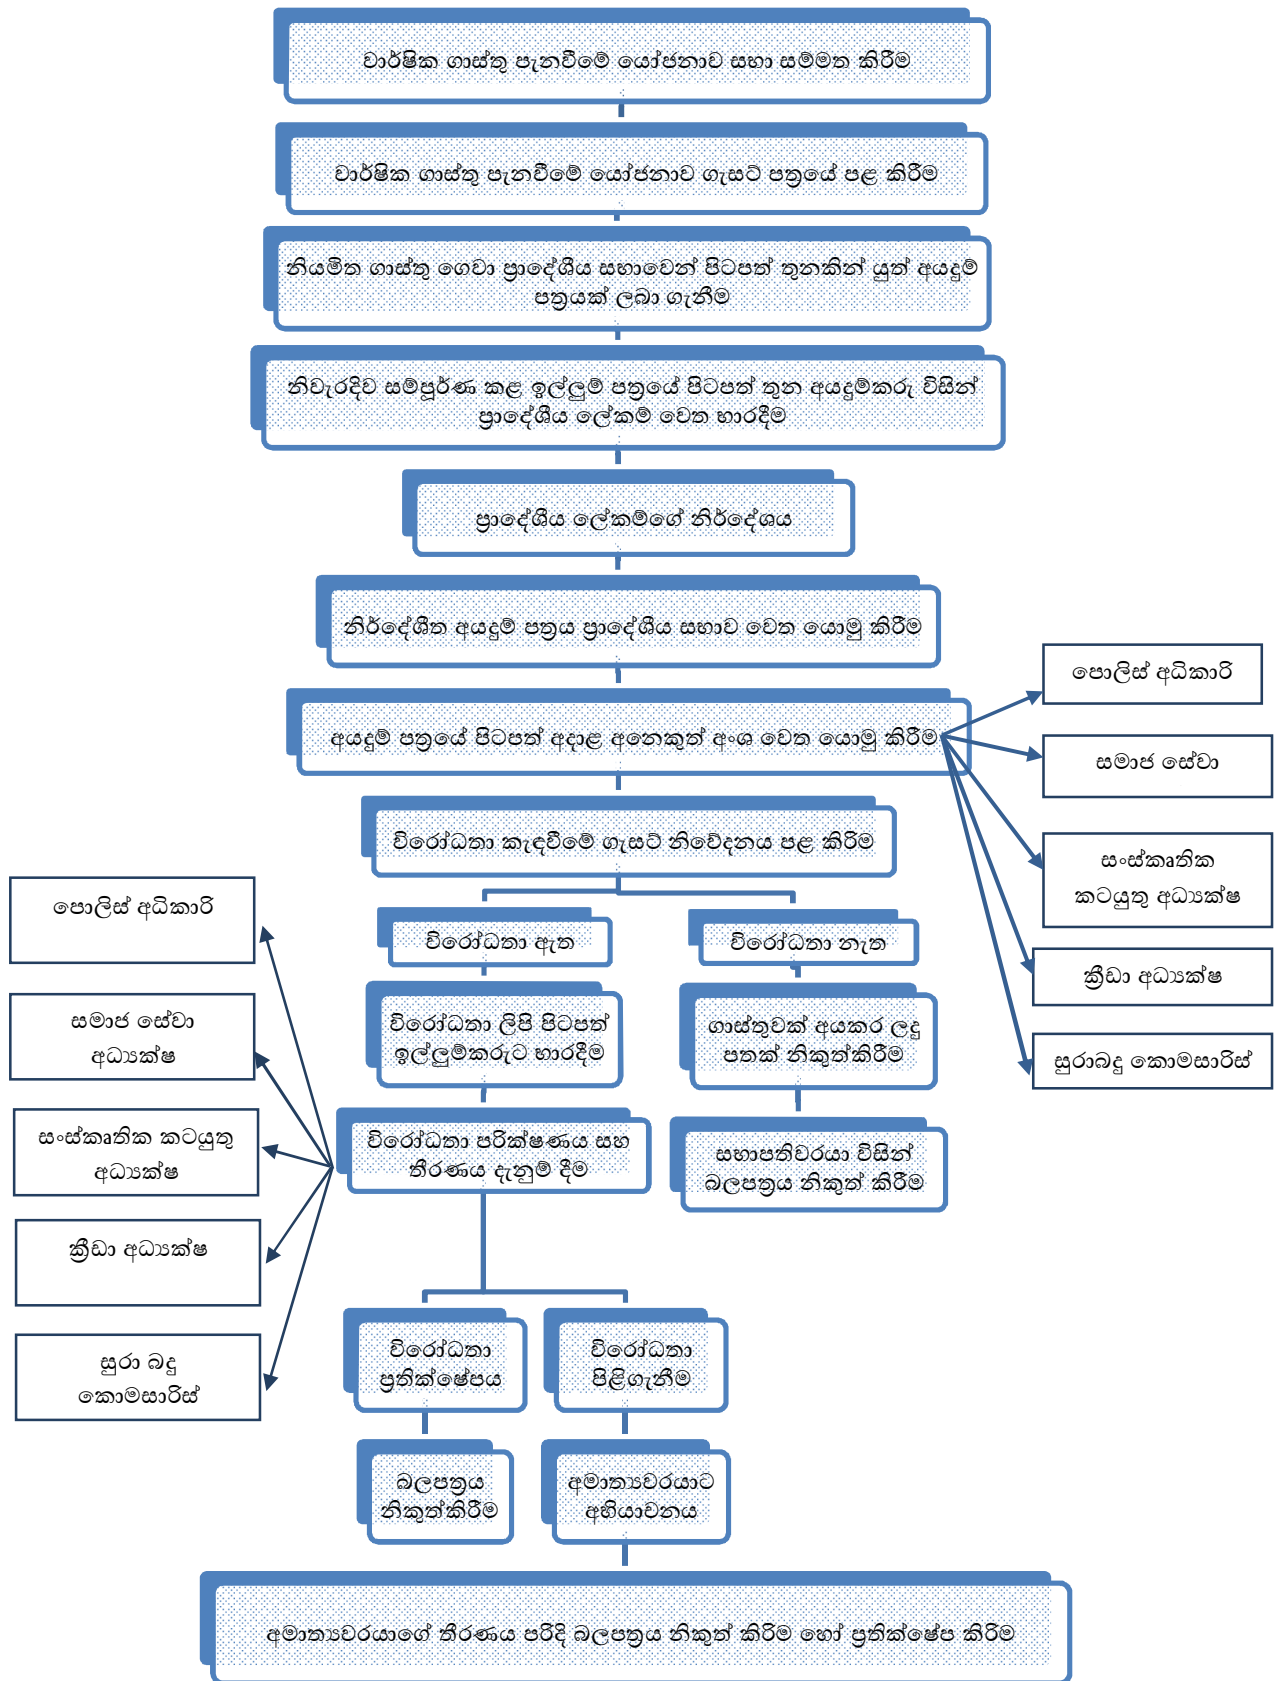 වාර්ෂික ගාස්තු පැනවීමේ යෝජනාව සභා සම්මත කිරීම
වාර්ෂික ගාස්තු පැනවීමේ යෝජනාව ගැසට් පත්‍රයේ පළ කිරීම
නියමිත ගාස්තු ගෙවා ප්‍රාදේශීය සභාවෙන් පිටපත් තුනකින් යුත් අයදුම්
පත්‍රයක් ලබා ගැනීම
නිවැරදිව සම්පූර්ණ කළ ඉල්ලුම් පත්‍රයේ පිටපත් තුන අයදුම්කරු විසින්
ප්‍රාදේශීය ලේකම් වෙත භාරදීම
ප්‍රාදේශීය ලේකම්ගේ නිර්දේශය
නිර්දේශීත අයදුම් පත්‍රය ප්‍රාදේශීය සභාව වෙත යොමු කිරීම
අයදුම් පත්‍රයේ පිටපත් අදාළ අනෙකුත් අංශ වෙත යොමු කිරීම
පොලිස් අධිකාරි
සමාජ සේවා
සංස්කෘතික
කටයුතු අධ්‍යක්ෂ
ක්‍රීඩා අධ්‍යක්ෂ
සුරාබදු කොමසාරිස්
විරෝධතා කැඳවීමේ ගැසට් නිවේදනය පළ කිරිම
විරෝධතා ඇත
විරෝධතා නැත
විරෝධතා ලිපි පිටපත්
ඉල්ලුම්කරුට භාරදීම
ගාස්තුවක් අයකර ලදු
පතක් නිකුත්කිරීම
විරෝධතා පරික්ෂණය සහ
තීරණය දැනුම් දීම
සභාපතිවරයා විසින්
බලපත්‍රය නිකුත් කිරීම
පොලිස් අධිකාරි
සමාජ සේවා
අධ්‍යක්ෂ
සංස්කෘතික කටයුතු
අධ්‍යක්ෂ
ක්‍රීඩා අධ්‍යක්ෂ
සුරා බදු
කොමසාරිස්
විරෝධතා
ප්‍රතික්ෂේපය
විරෝධතා
පිළිගැනීම
බලපත්‍රය
නිකුත්කිරීම
අමාත්‍යවරයාට
අභියාචනය
අමාත්‍යවරයාගේ තීරණය පරිදි බලපත්‍රය නිකුත් කිරිම හෝ ප්‍රතික්ෂේප කිරිම